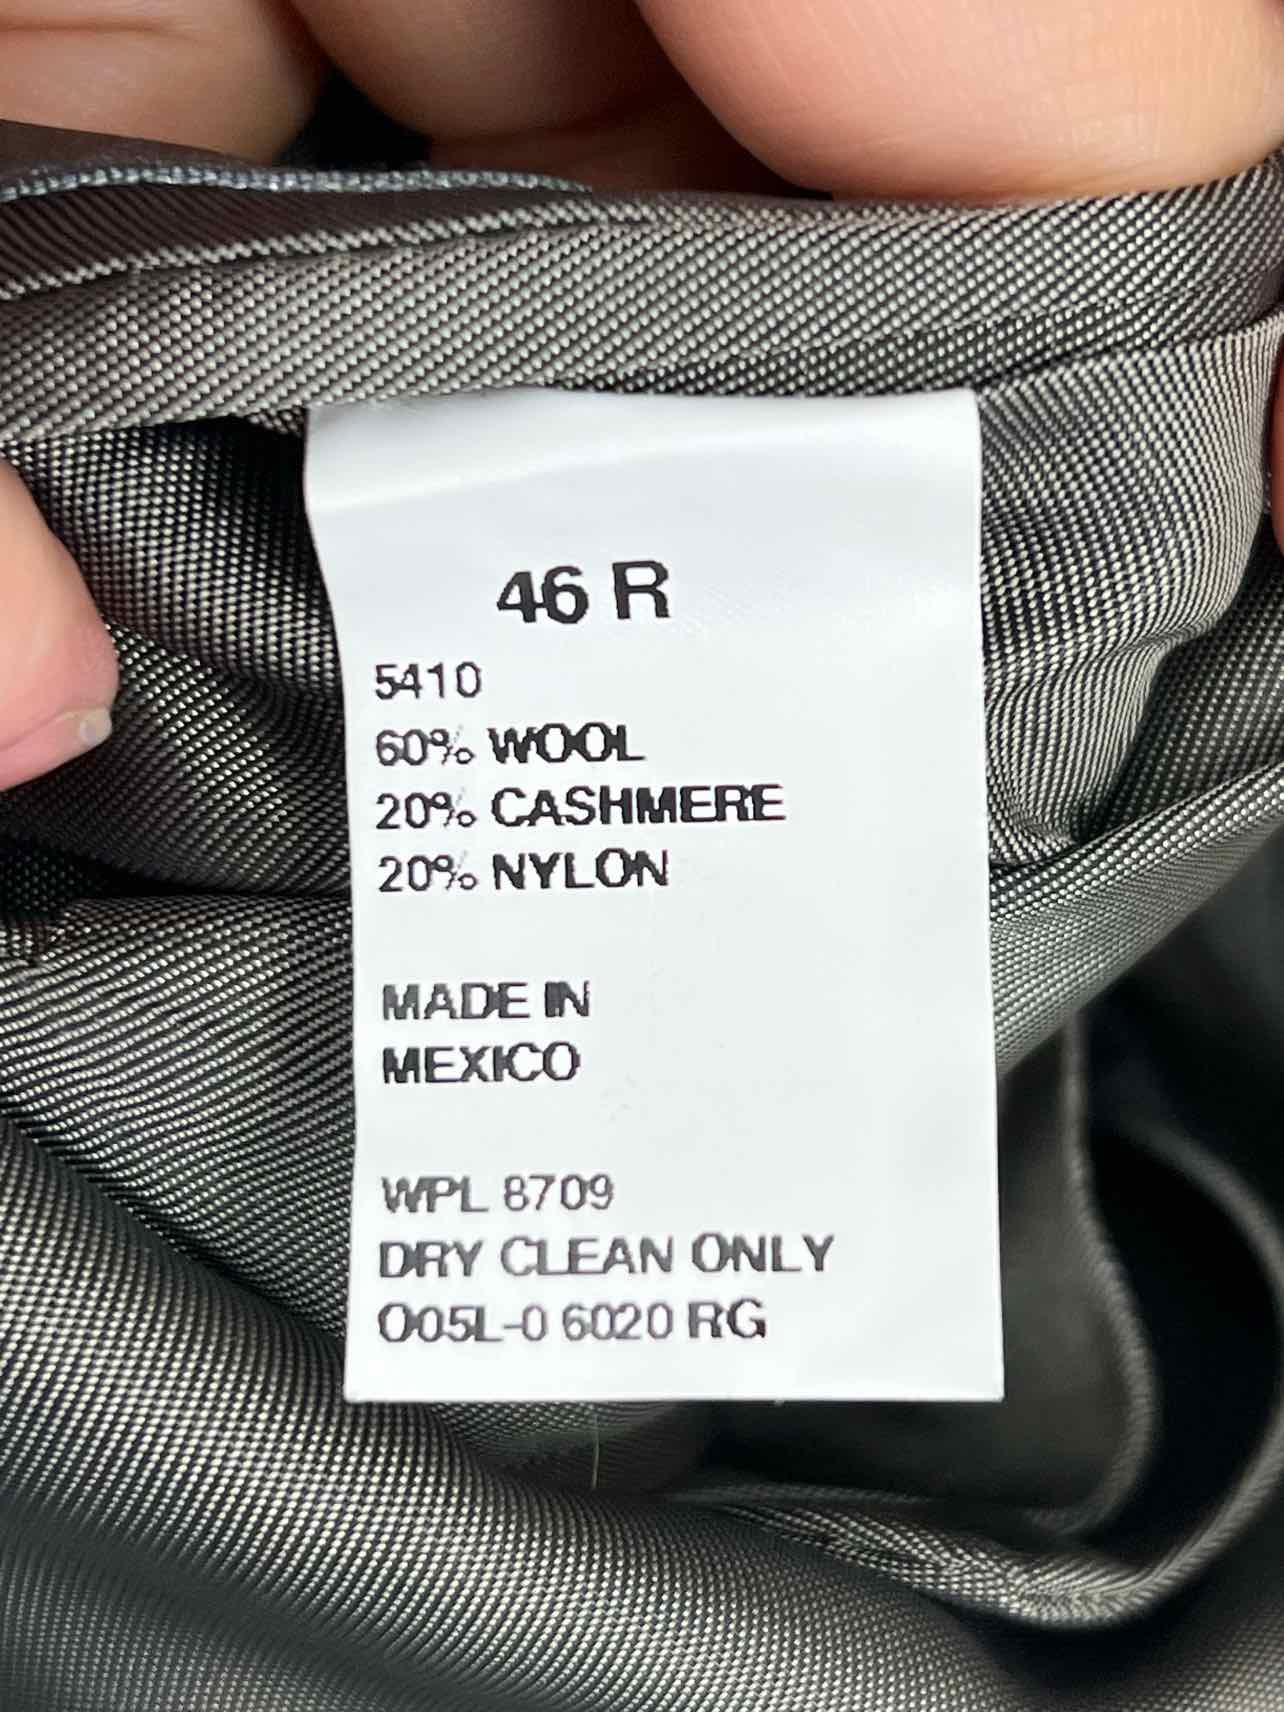 46 R
5410
60% WOOL
20% CASHMERE
20% NYLON
MADE IN
MEXICO
WPL 8709
DRY CLEAN ONLY
O05L-0 6020 RG